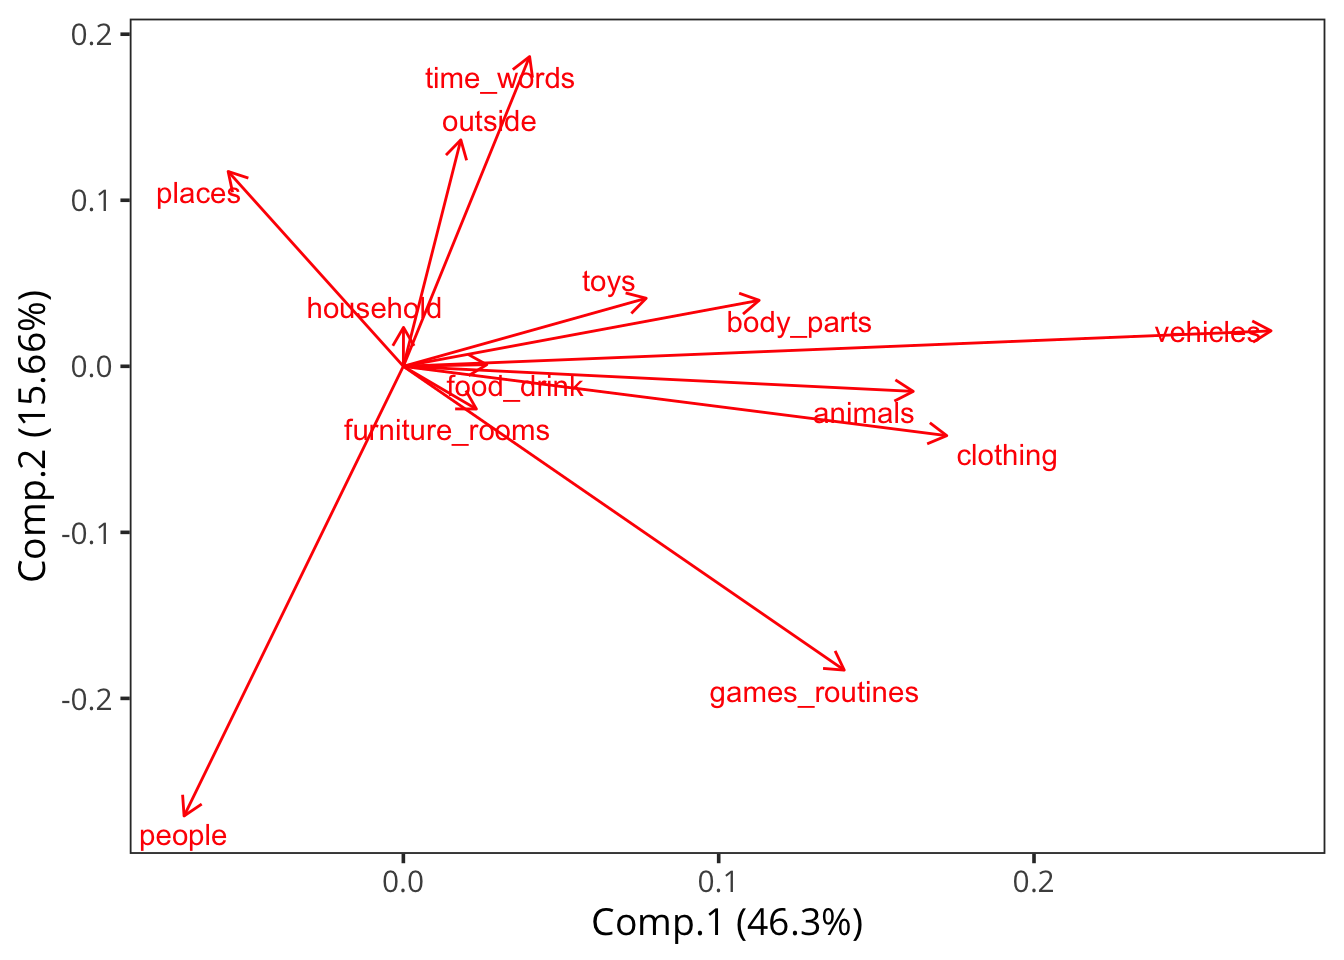 0.2
time_words
outside
places
0.1
toys
household
body_parts
vehicles
0.0
food_drink
animals
furniture_rooms
clothing
-0.1
games_routines
-0.2
people
Comp.2 (15.66%)
0.0 0.1 0.2
Comp.1 (46.3%)